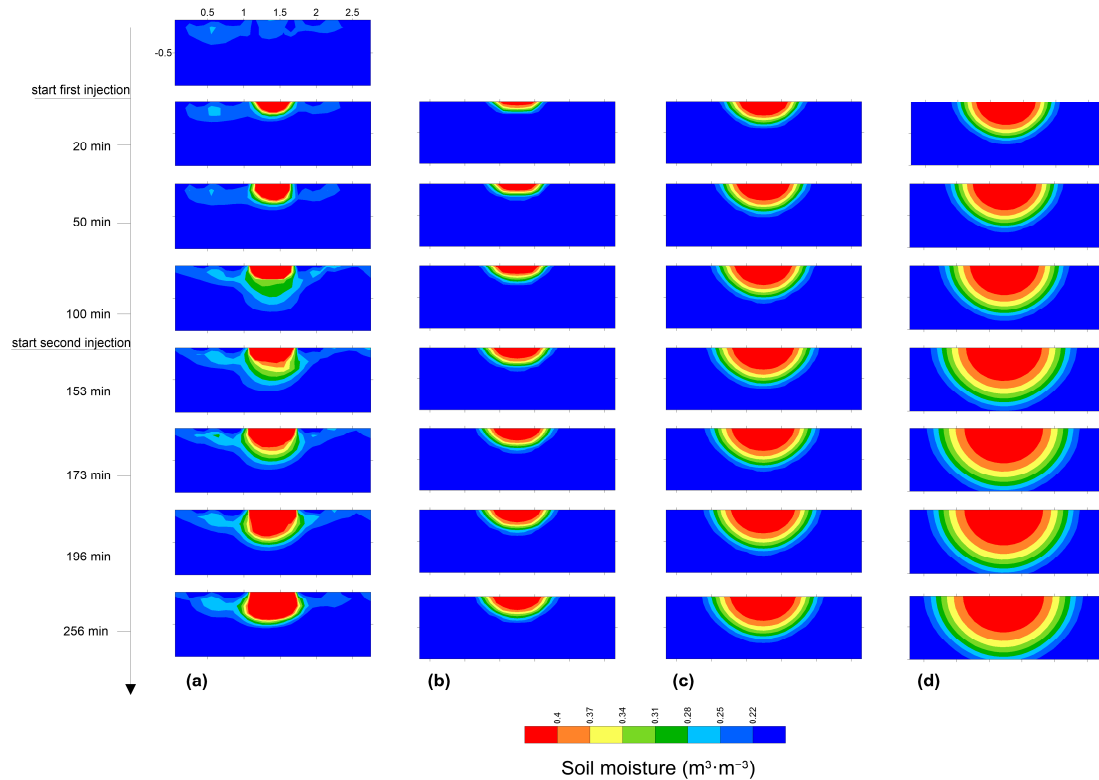 0.5 1 1.5 2 2.5
-0.5
start first injection
20 min
50 min
100 min
start second injection
153 min
173 min
196 min
256 min
(a) (b) (c) (d)
0.4 0.37 0.34 0.31 0.28 0.25 0.22
Soil moisture (m³·m⁻³)